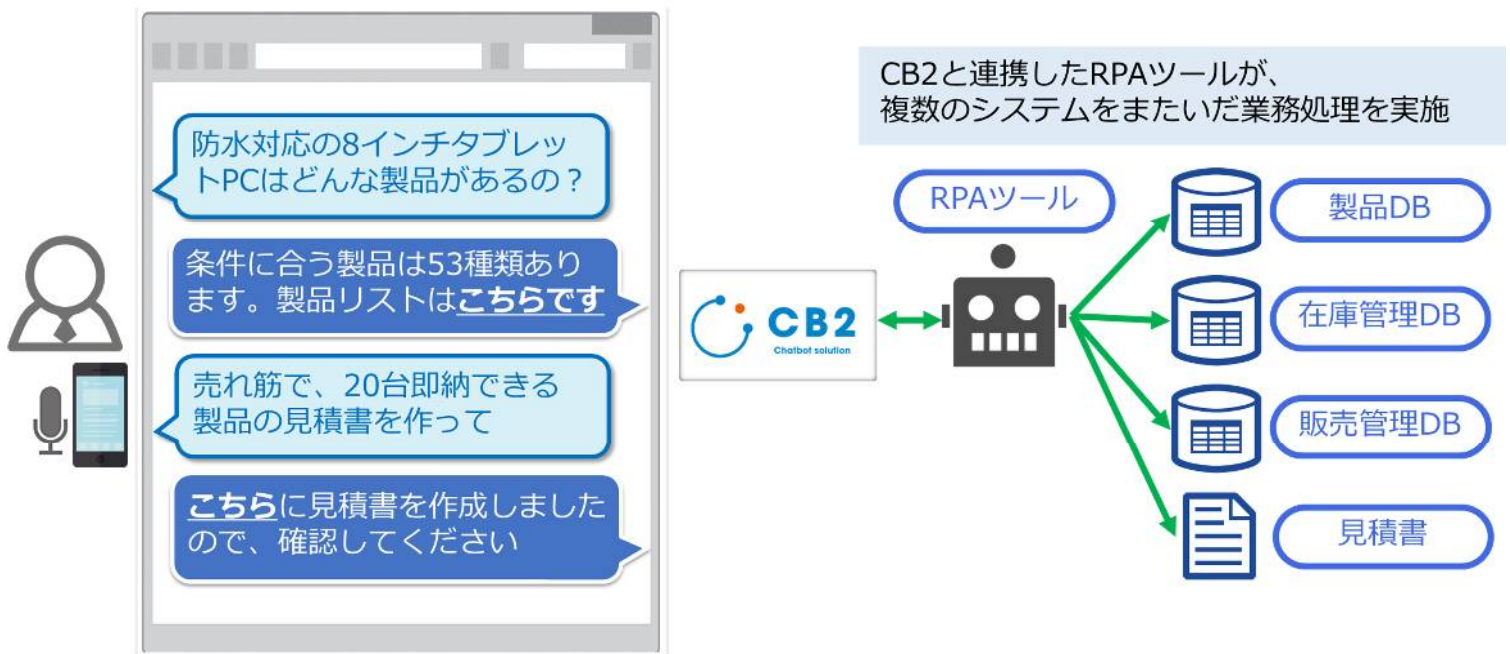 防水対応の8インチタブレッ
トPCはどんな製品があるの？
条件に合う製品は53種類あり
ます。製品リストはこちらです
売れ筋で、20台即納できる
製品の見積書を作って
こちらに見積書を作成しました
ので、確認してください
CB2
Chatbot solution
CB2と連携したRPAツールが、
複数のシステムをまたいだ業務処理を実施
RPAツール
製品DB
在庫管理DB
販売管理DB
見積書